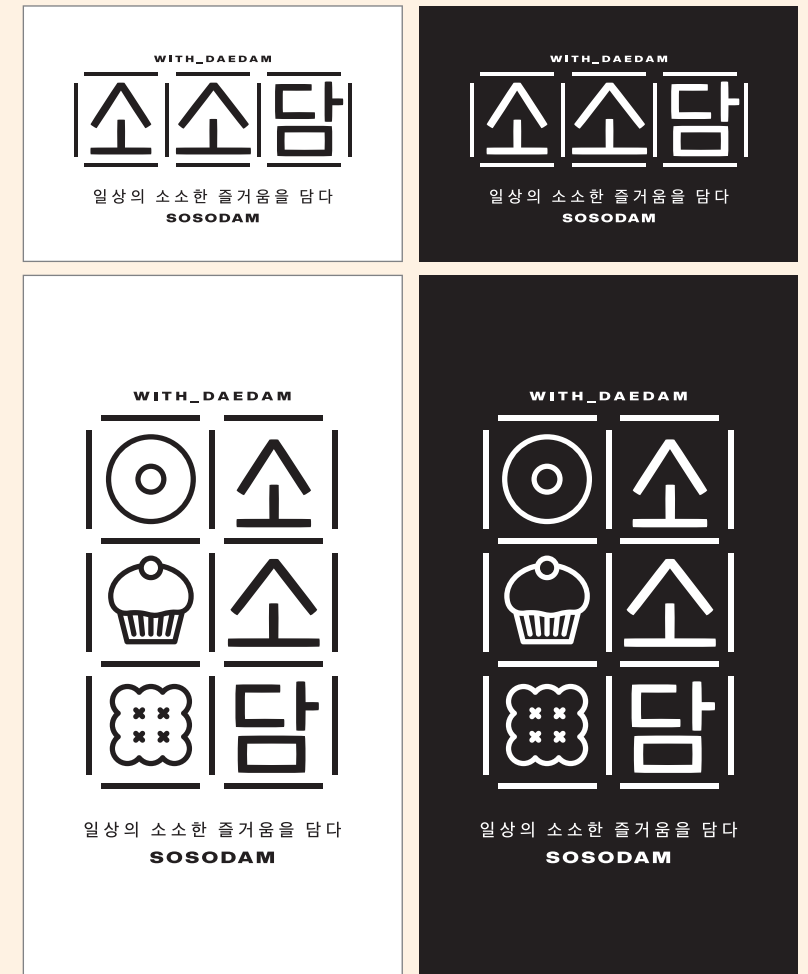 WITH_DAEDAM
소소담
일상의 소소한 즐거움을 담다
SOSODAM
WITH_DAEDAM
소소담
일상의 소소한 즐거움을 담다
SOSODAM
WITH_DAEDAM
소
소
담
일상의 소소한 즐거움을 담다
SOSODAM
WITH_DAEDAM
소
소
담
일상의 소소한 즐거움을 담다
SOSODAM